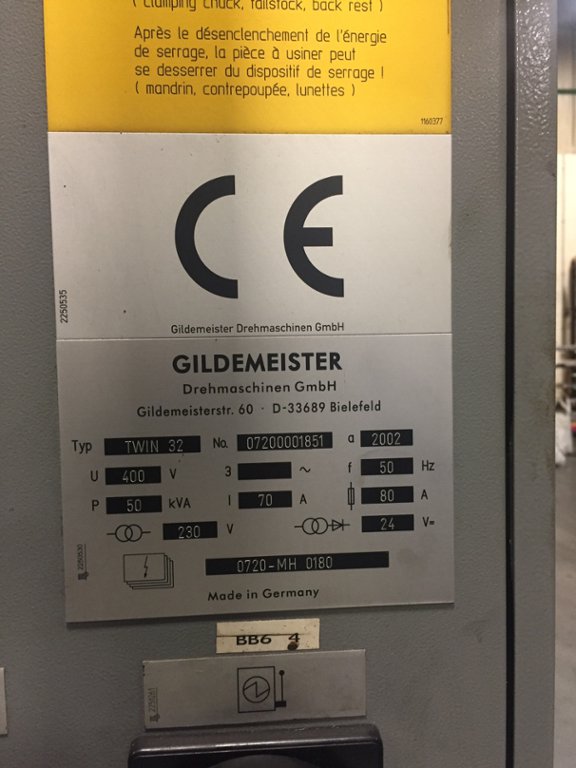 ( clamping chuck, tailstock, back rest )
Après le désenclenchement de l'énergie
de serrage, la pièce à usiner peut
se desserrer du dispositif de serrage !
( mandrin, contrepoupée, lunettes )
1160377
CE
2250535
Gildemeister Drehmaschinen GmbH
GILDEMEISTER
Drehmaschinen GmbH
Gildemeisterstr. 60 · D-33689 Bielefeld
Typ TWIN 32 No. 07200001851 a 2002
U 400 V 3 ~ f 50 Hz
P 50 kVA I 70 A 80 A
230 V 24 V=
2250530
0720-MH 0180
Made in Germany
BB6 4